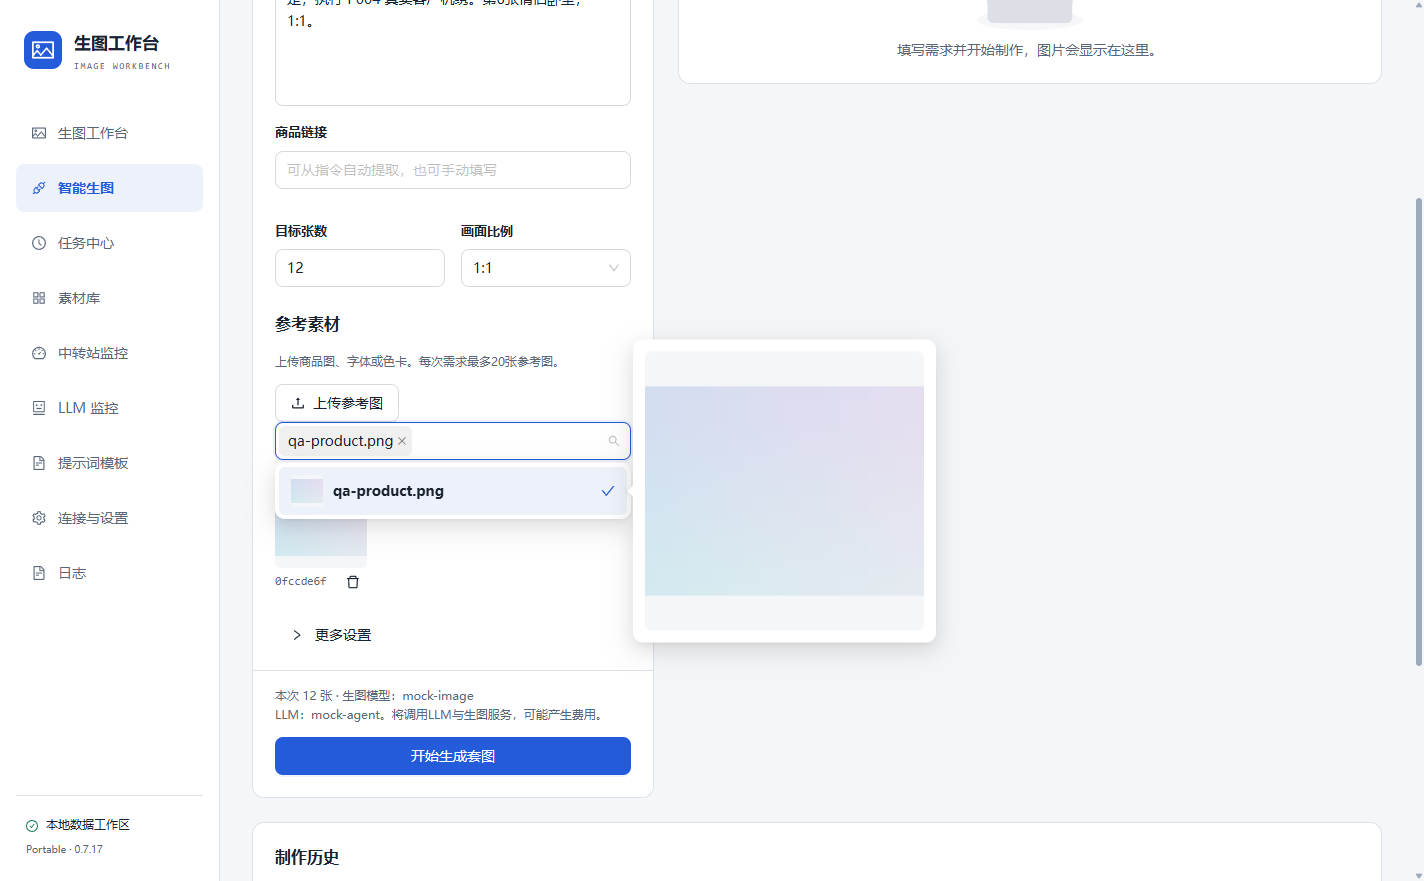 生图工作台
IMAGE WORKBENCH
生图工作台
智能生图
任务中心
素材库
中转站监控
LLM 监控
提示词模板
连接与设置
日志
本地数据工作区
Portable · 0.7.17
1:1。
商品链接
可从指令自动提取，也可手动填写
目标张数
画面比例
12
1:1
参考素材
上传商品图、字体或色卡。每次需求最多20张参考图。
上传参考图
qa-product.png
qa-product.png
0fccde6f
更多设置
本次 12 张 · 生图模型：mock-image
LLM：mock-agent。将调用LLM与生图服务，可能产生费用。
开始生成套图
填写需求并开始制作，图片会显示在这里。
制作历史